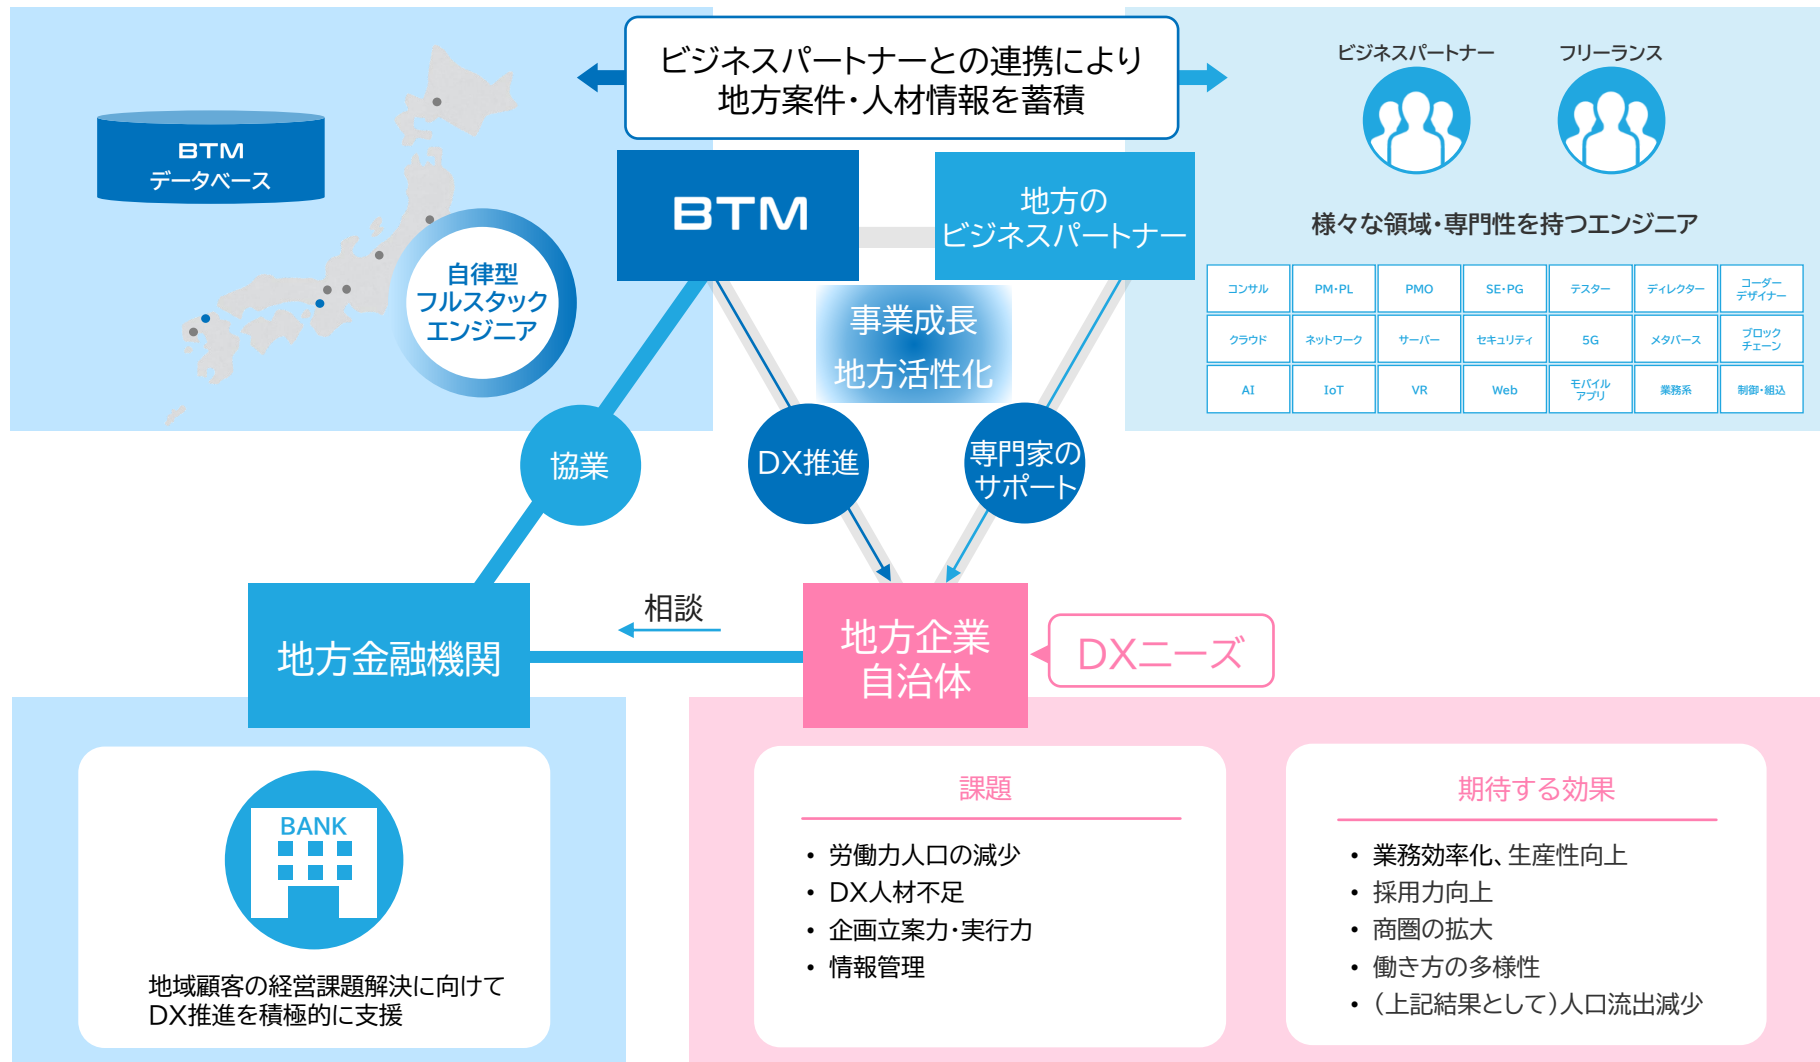 ビジネスパートナーとの連携により
地方案件・人材情報を蓄積
BTM
データベース
自律型
フルスタック
エンジニア
BTM
地方の
ビジネスパートナー
ビジネスパートナー
フリーランス
様々な領域・専門性を持つエンジニア
コンサル
PM・PL
PMO
SE・PG
テスター
ディレクター
コーダー
デザイナー
クラウド
ネットワーク
サーバー
セキュリティ
5G
メタバース
ブロック
チェーン
AI
IoT
VR
Web
モバイル
アプリ
業務系
制御・組込
事業成長
地方活性化
協業
DX推進
専門家の
サポート
地方金融機関
相談
地方企業
自治体
DXニーズ
BANK
地域顧客の経営課題解決に向けて
DX推進を積極的に支援
課題
・労働力人口の減少
・DX人材不足
・企画立案力・実行力
・情報管理
期待する効果
・業務効率化、生産性向上
・採用力向上
・商圏の拡大
・働き方の多様性
・（上記結果として）人口流出減少